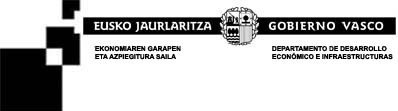 EUSKO JAURLARITZA GOBIERNO VASCO
EKONOMIAREN GARAPEN
ETA AZPIEGITURA SAILA
DEPARTAMENTO DE DESARROLLO
ECONÓMICO E INFRAESTRUCTURAS